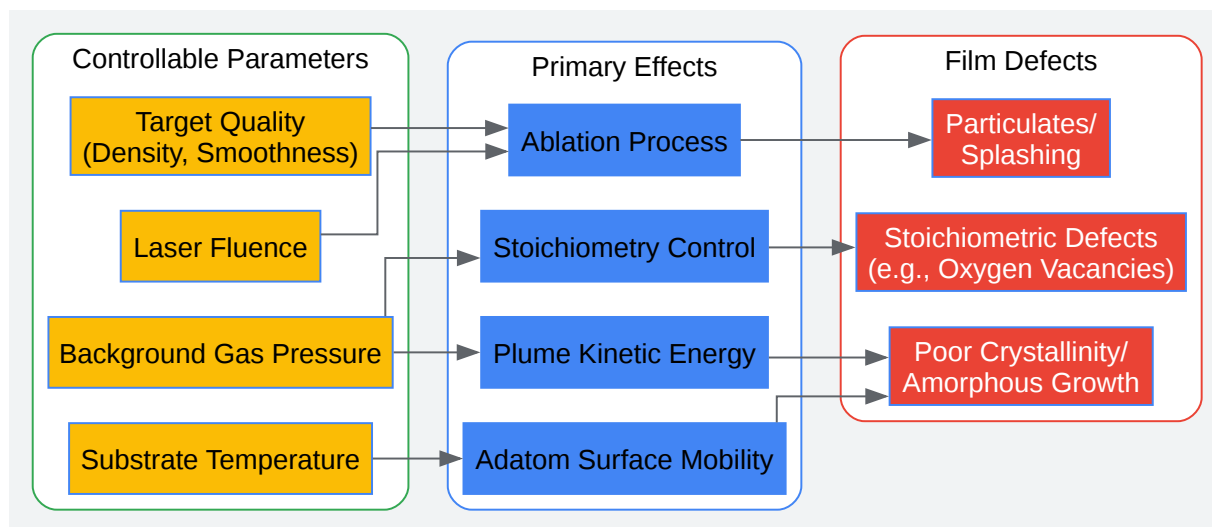 Controllable Parameters
Target Quality
(Density, Smoothness)
Laser Fluence
Background Gas Pressure
Substrate Temperature
Primary Effects
Ablation Process
Stoichiometry Control
Plume Kinetic Energy
Adatom Surface Mobility
Film Defects
Particulates/
Splashing
Stoichiometric Defects
(e.g., Oxygen Vacancies)
Poor Crystallinity/
Amorphous Growth